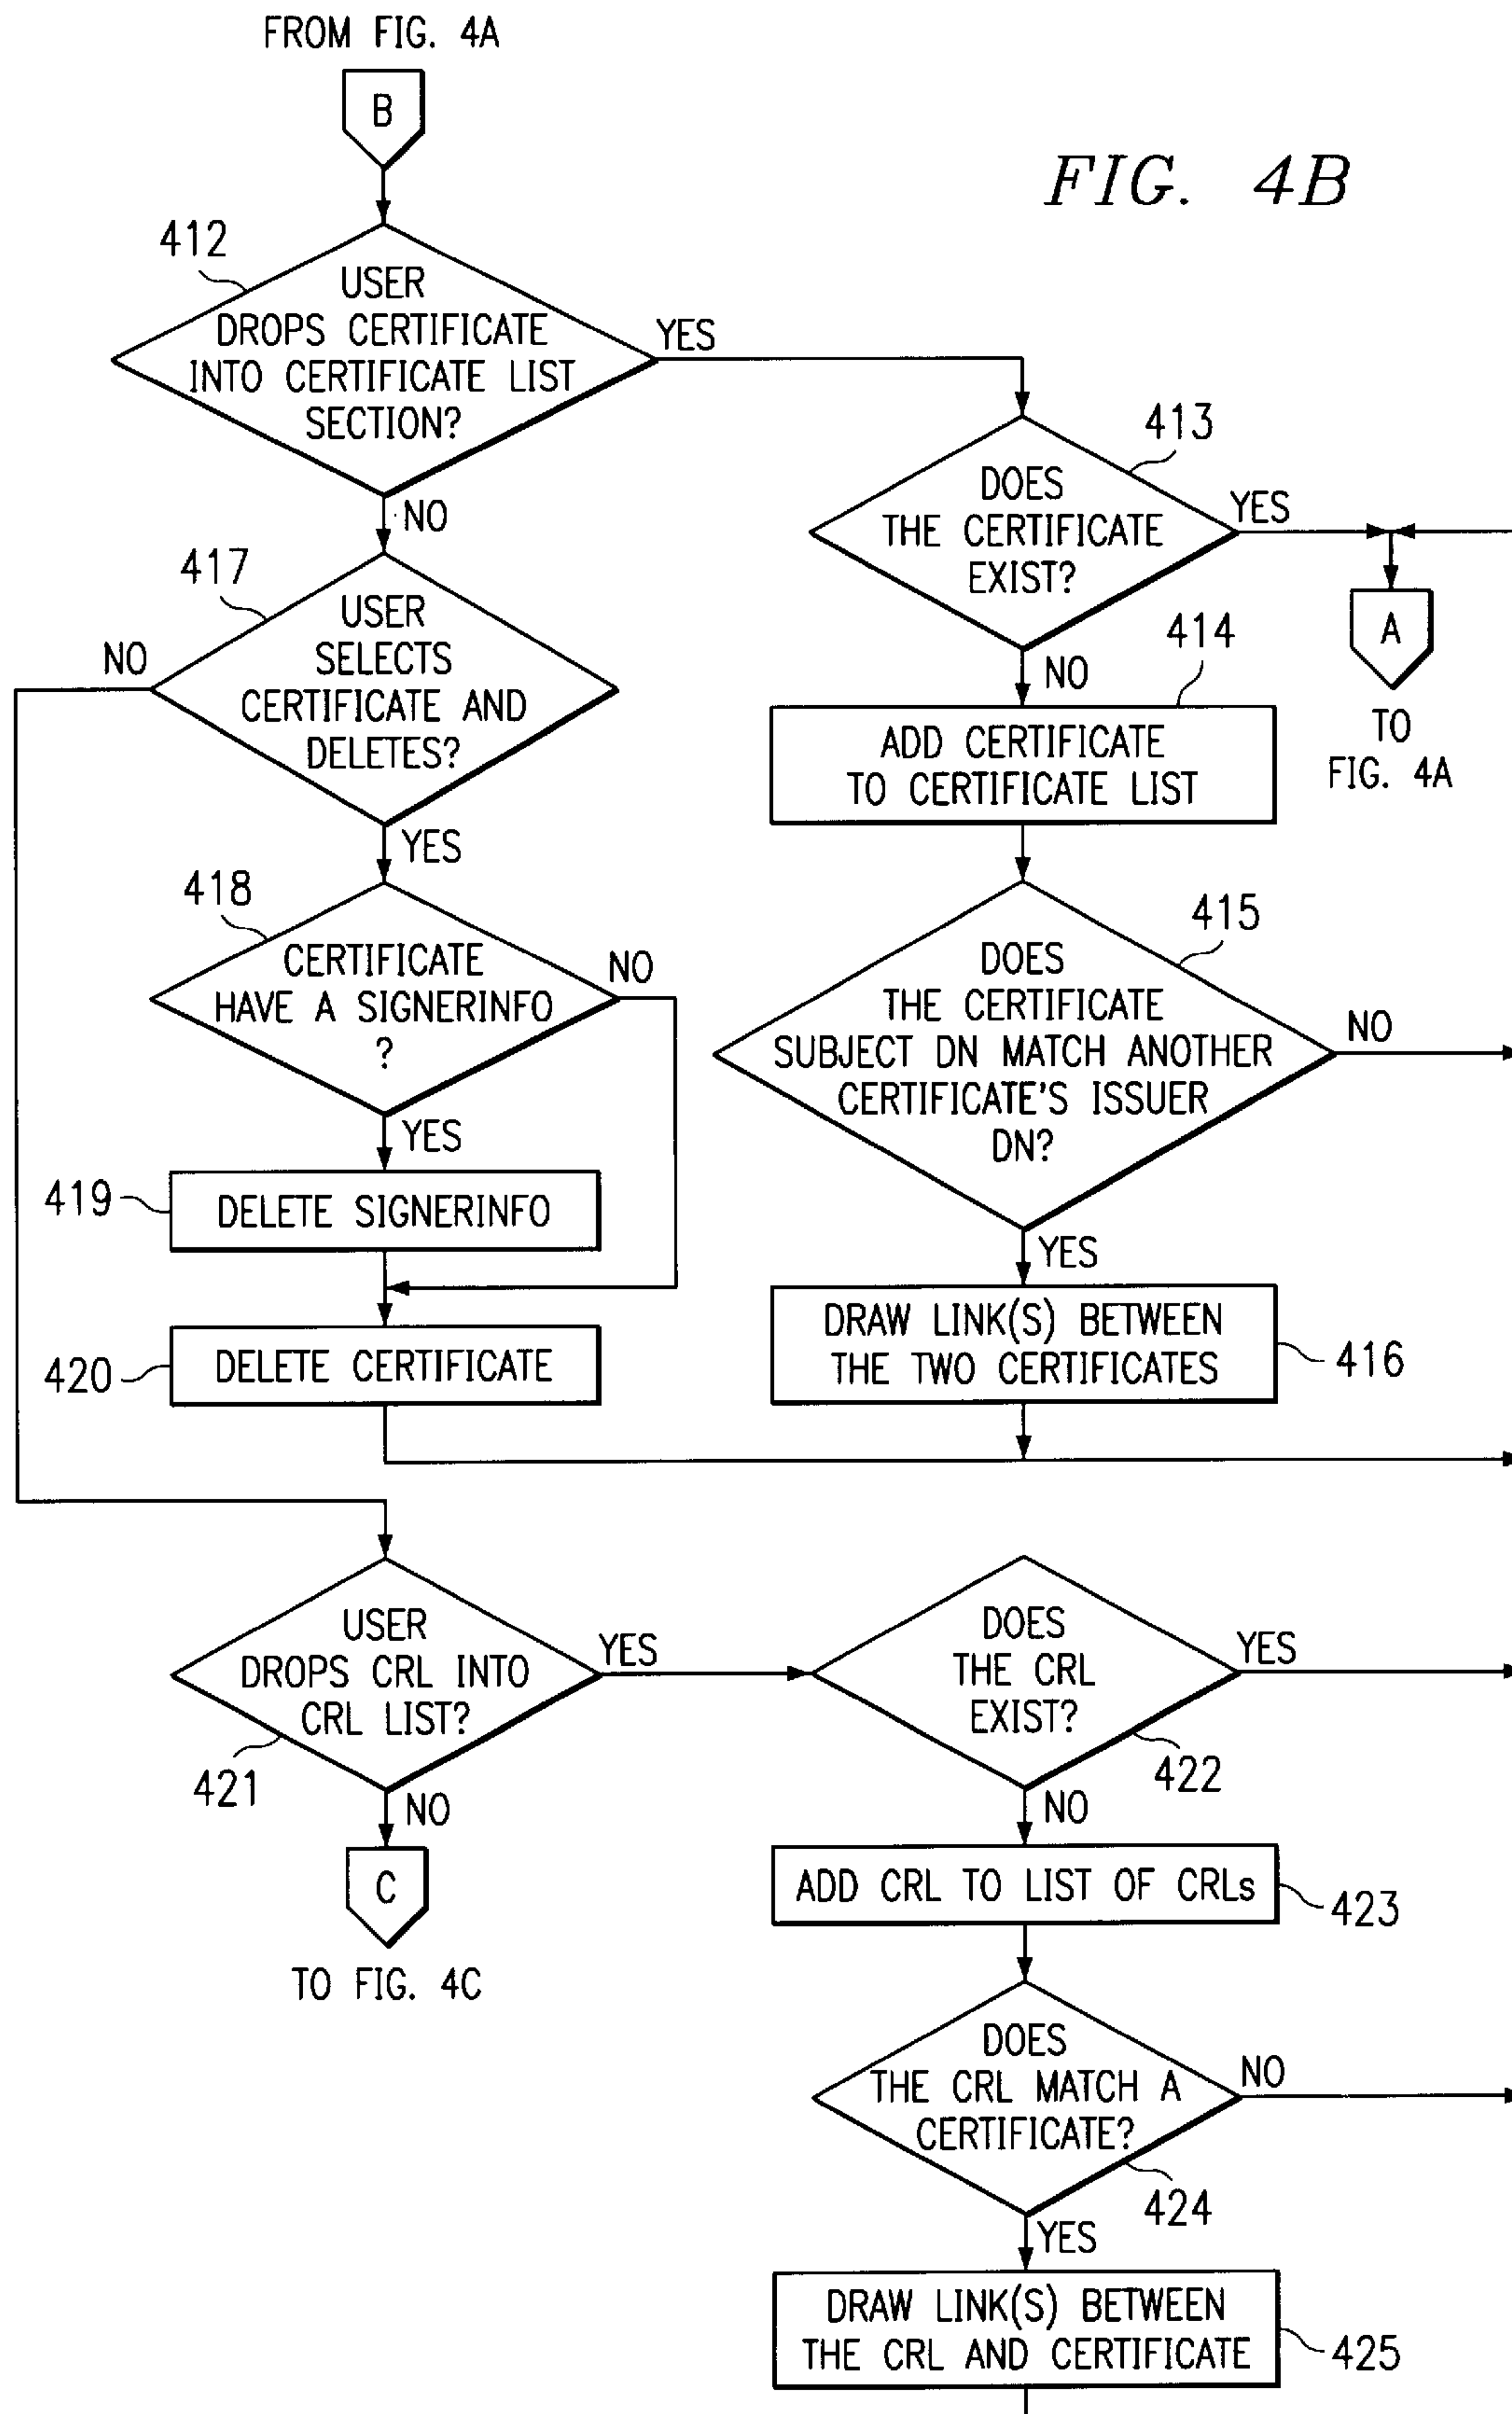 FROM FIG. 4A
B
FIG. 4B
412
USER
DROPS CERTIFICATE
INTO CERTIFICATE LIST
SECTION?
YES
NO
413
DOES
THE CERTIFICATE
EXIST?
YES
NO
A
TO
FIG. 4A
414
ADD CERTIFICATE
TO CERTIFICATE LIST
417
USER
SELECTS
CERTIFICATE AND
DELETES?
NO
YES
415
DOES
THE CERTIFICATE
SUBJECT DN MATCH ANOTHER
CERTIFICATE'S ISSUER
DN?
NO
YES
418
CERTIFICATE
HAVE A SIGNERINFO
?
NO
YES
419
DELETE SIGNERINFO
420
DELETE CERTIFICATE
DRAW LINK(S) BETWEEN
THE TWO CERTIFICATES
416
USER
DROPS CRL INTO
CRL LIST?
YES
421
NO
C
TO FIG. 4C
DOES
THE CRL
EXIST?
YES
422
NO
ADD CRL TO LIST OF CRLs
423
DOES
THE CRL MATCH A
CERTIFICATE?
NO
424
YES
DRAW LINK(S) BETWEEN
THE CRL AND CERTIFICATE
425